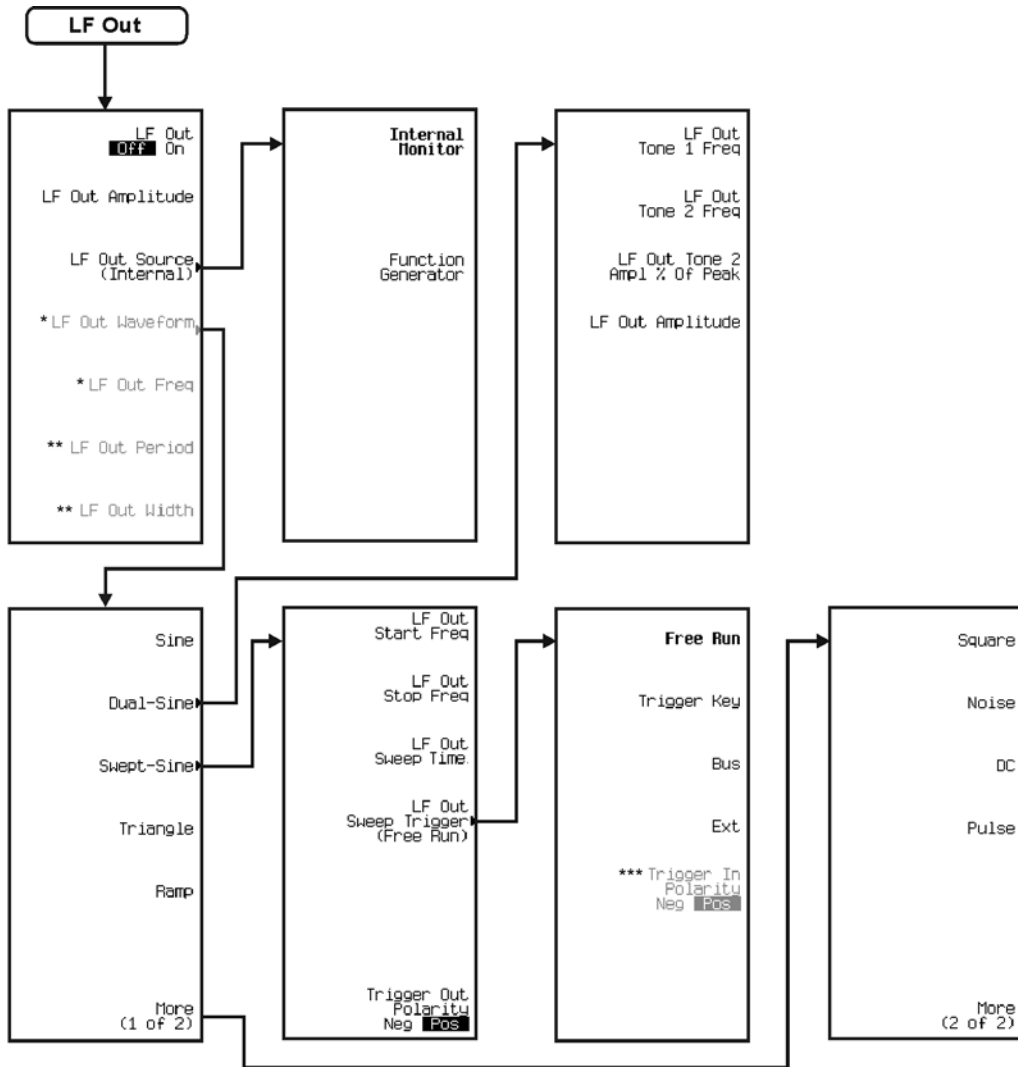 LF Out
LF Out
Off On
LF Out Amplitude
LF Out Source
(Internal)
*LF Out Waveform
*LF Out Freq
** LF Out Period
** LF Out Width
Internal
Monitor
Function
Generator
LF Out
Tone 1 Freq
LF Out
Tone 2 Freq
LF Out Tone 2
Ampl % Of Peak
LF Out Amplitude
Sine
Dual-Sine
Swept-Sine
Triangle
Ramp
More
(1 of 2)
LF Out
Start Freq
LF Out
Stop Freq
LF Out
Sweep Time
LF Out
Sweep Trigger
(Free Run)
Trigger Out
Polarity
Neg Pos
Free Run
Trigger Key
Bus
Ext
*** Trigger In
Polarity
Neg Pos
Square
Noise
DC
Pulse
More
(2 of 2)